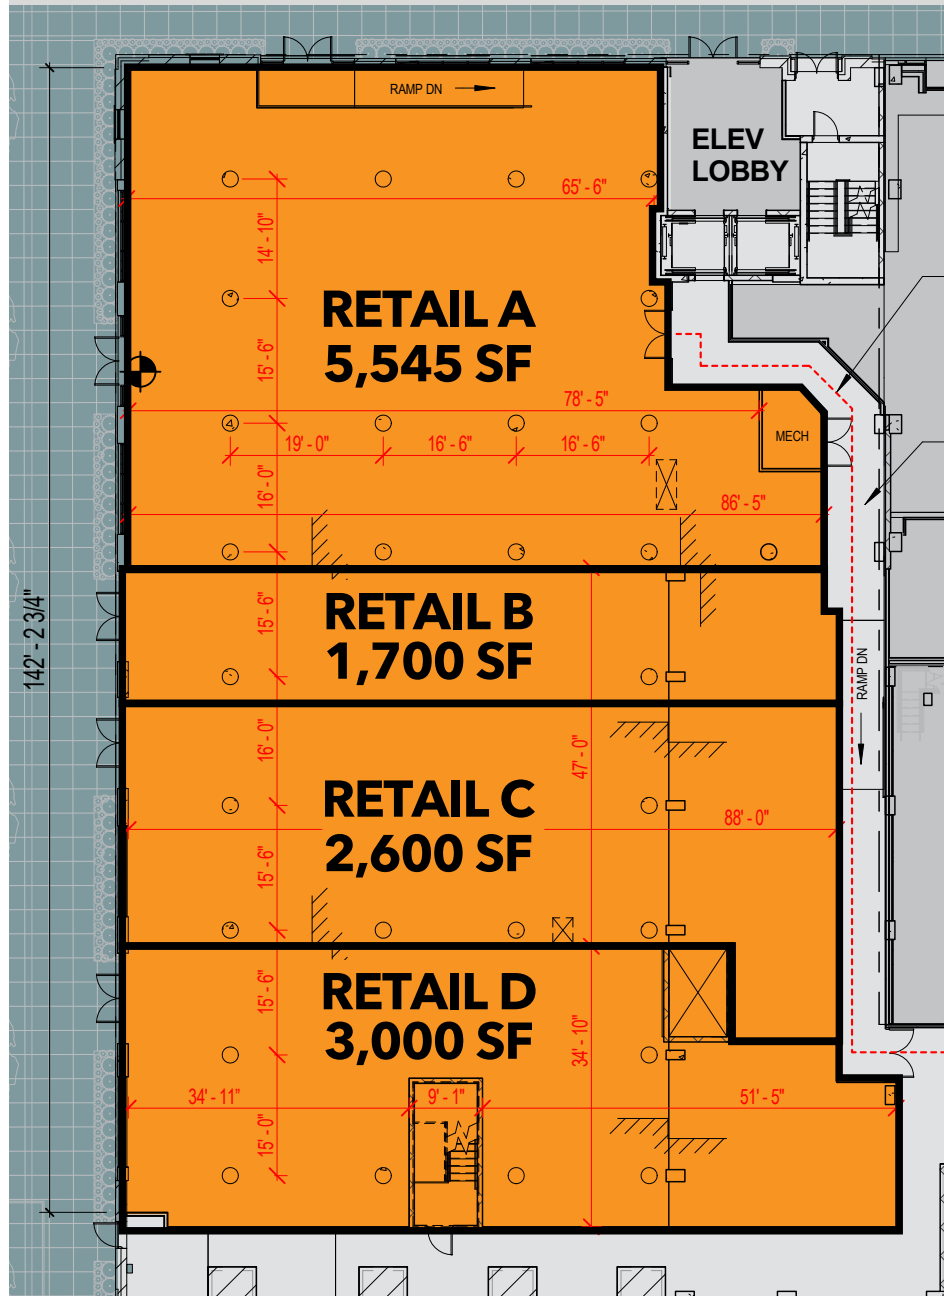 RAMP DN
ELEV
LOBBY
65' - 6"
14' - 10"
RETAIL A
5,545 SF
15' - 6"
78' - 5"
19' - 0"
16' - 6"
16' - 6"
MECH
16' - 0"
86' - 5"
142' - 2 3/4"
15' - 6"
RETAIL B
1,700 SF
RAMP DN
16' - 0"
47' - 0"
RETAIL C
2,600 SF
88' - 0"
15' - 6"
RETAIL D
3,000 SF
15' - 6"
34' - 10"
34' - 11"
9' - 1"
51' - 5"
15' - 0"